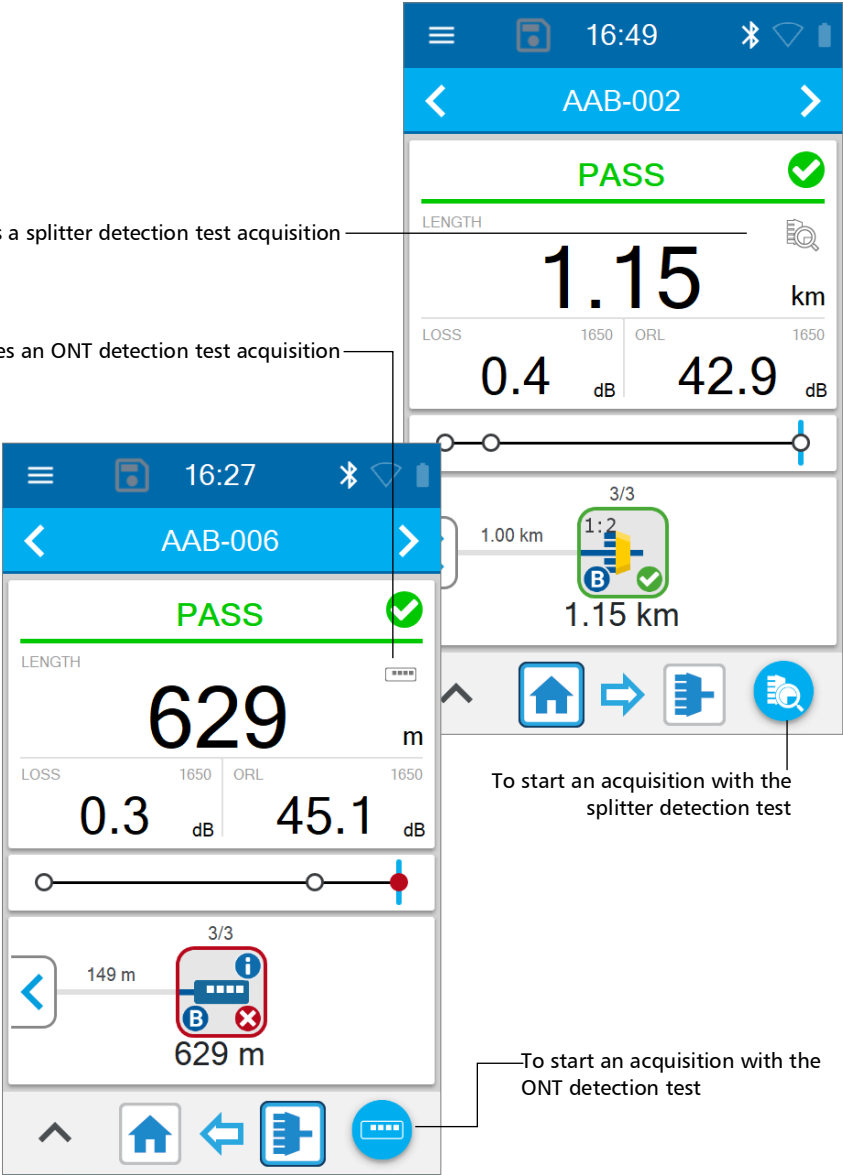 16:49
AAB-002
PASS
a splitter detection test acquisition
LENGTH
1.15
km
an ONT detection test acquisition
LOSS 1650 ORL 1650
0.4 dB 42.9 dB
3/3
1.00 km
1:2
B
1.15 km
To start an acquisition with the
splitter detection test
16:27
AAB-006
PASS
LENGTH
629
m
LOSS 1650 ORL 1650
0.3 dB 45.1 dB
3/3
149 m
i
B
629 m
To start an acquisition with the
ONT detection test